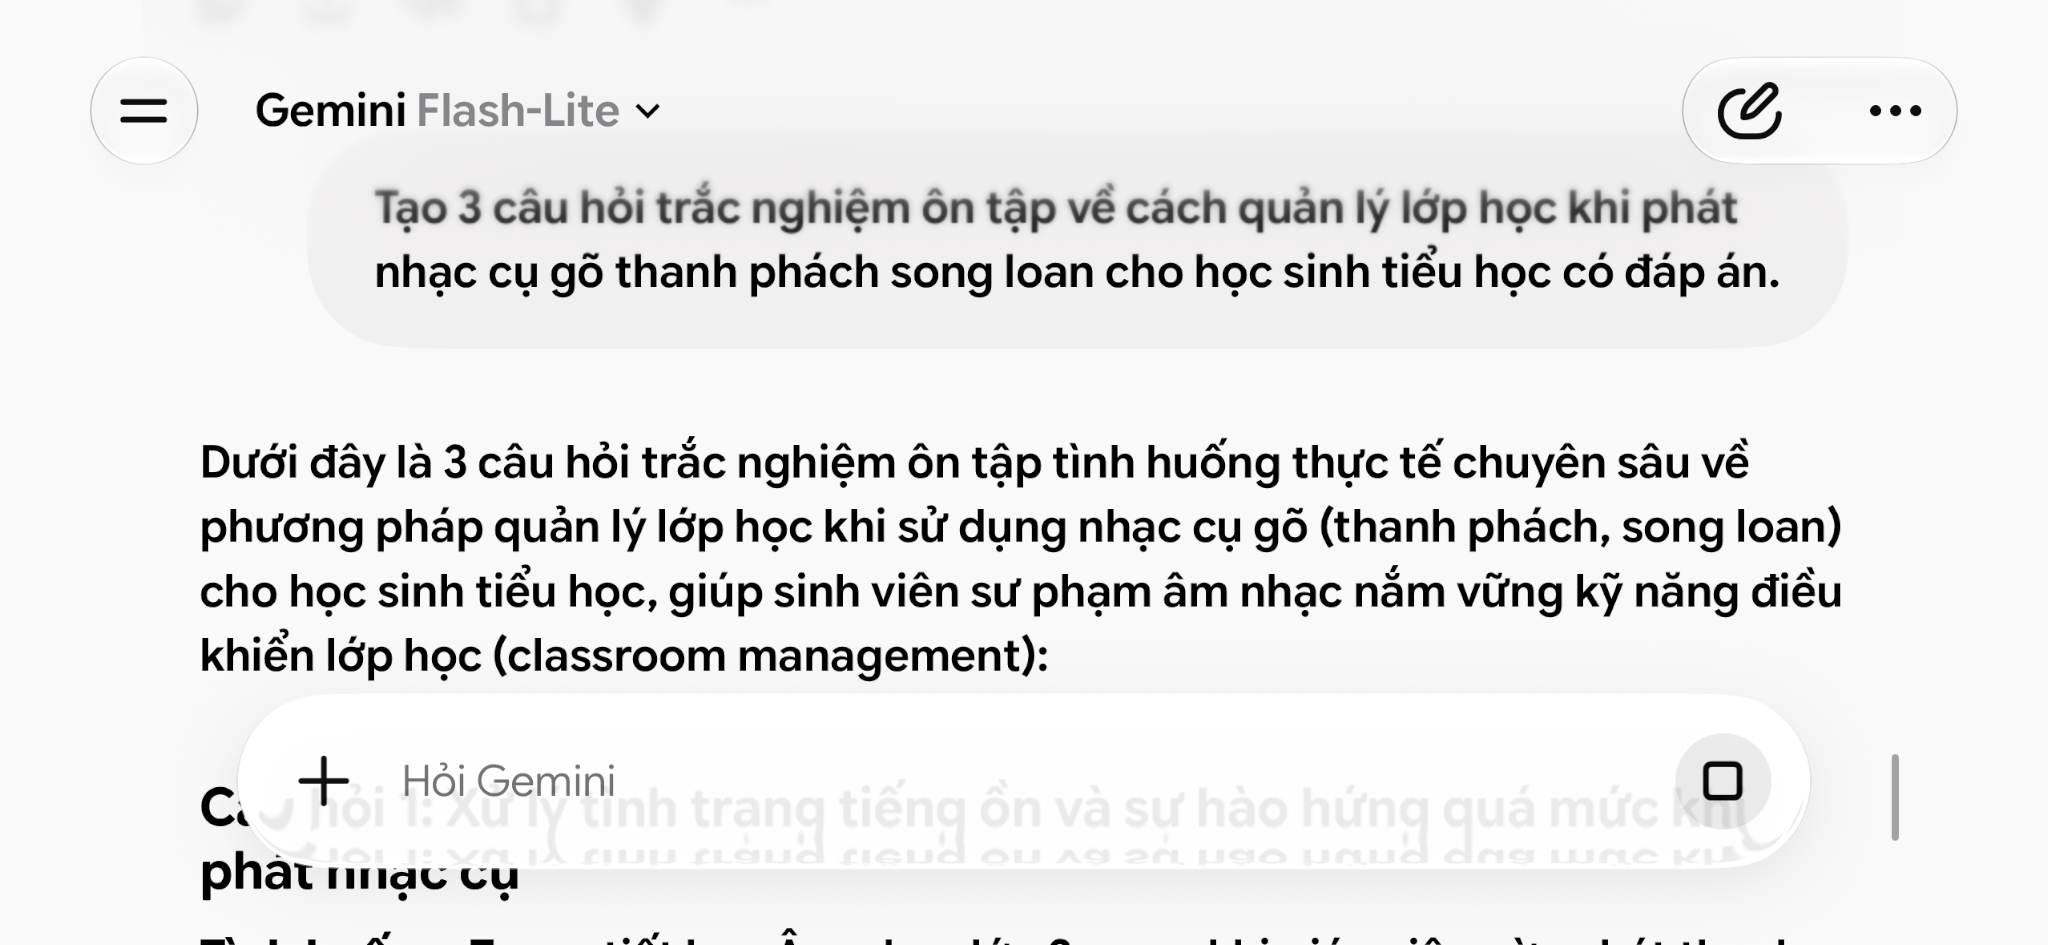 Gemini Flash-Lite
Tạo 3 câu hỏi trắc nghiệm ôn tập về cách quản lý lớp học khi phát
nhạc cụ gõ thanh phách song loan cho học sinh tiểu học có đáp án.
Dưới đây là 3 câu hỏi trắc nghiệm ôn tập tình huống thực tế chuyên sâu về
phương pháp quản lý lớp học khi sử dụng nhạc cụ gõ (thanh phách, song loan)
cho học sinh tiểu học, giúp sinh viên sư phạm âm nhạc nắm vững kỹ năng điều
khiển lớp học (classroom management):
Hỏi Gemini
hỏi 1: Xử lý tình trạng tiếng ồn và sự hào hứng quá mức khi
phát nhạc cụ